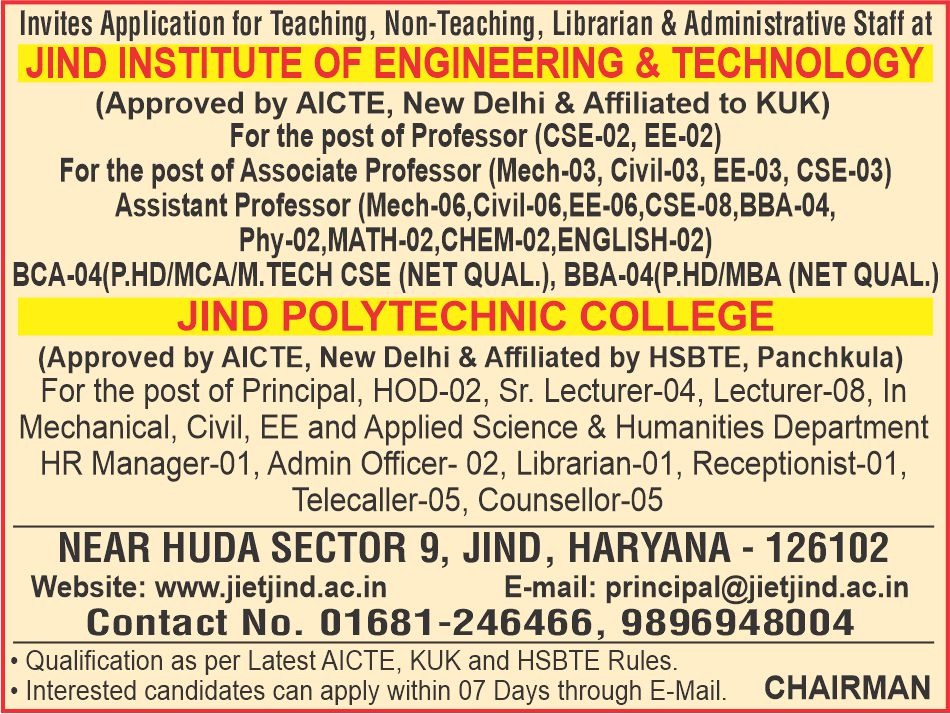 Invites Application for Teaching, Non-Teaching, Librarian & Administrative Staff at
JIND INSTITUTE OF ENGINEERING & TECHNOLOGY
(Approved by AICTE, New Delhi & Affiliated to KUK)
For the post of Professor (CSE-02, EE-02)
For the post of Associate Professor (Mech-03, Civil-03, EE-03, CSE-03)
Assistant Professor (Mech-06,Civil-06,EE-06,CSE-08,BBA-04,
Phy-02,MATH-02,CHEM-02,ENGLISH-02)
BCA-04(P.HD/MCA/M.TECH CSE (NET QUAL.), BBA-04(P.HD/MBA (NET QUAL.)
JIND POLYTECHNIC COLLEGE
(Approved by AICTE, New Delhi & Affiliated by HSBTE, Panchkula)
For the post of Principal, HOD-02, Sr. Lecturer-04, Lecturer-08, In
Mechanical, Civil, EE and Applied Science & Humanities Department
HR Manager-01, Admin Officer- 02, Librarian-01, Receptionist-01,
Telecaller-05, Counsellor-05
NEAR HUDA SECTOR 9, JIND, HARYANA - 126102
Website: www.jietjind.ac.in E-mail: principal@jietjind.ac.in
Contact No. 01681-246466, 9896948004
• Qualification as per Latest AICTE, KUK and HSBTE Rules.
• Interested candidates can apply within 07 Days through E-Mail. CHAIRMAN